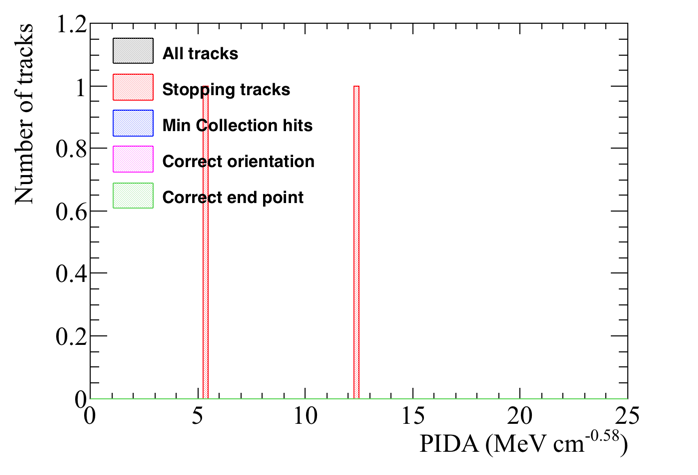 Number of tracks
1.2
1
0.8
0.6
0.4
0.2
0
All tracks
Stopping tracks
Min Collection hits
Correct orientation
Correct end point
0 5 10 15 20 25
PIDA (MeV cm^-0.58)